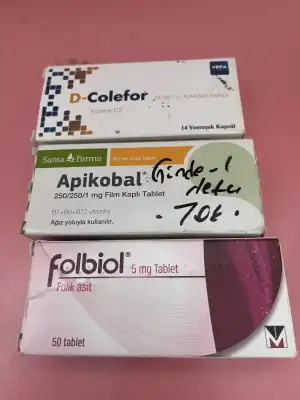 VEFA
D-Colefor
Vitamin D3
14 Yumuşak Kapsül
Santa Farma
Apikobal®
250/250/1 mg Film Kaplı Tablet
B1+B6+B12 vitamini
Ağız yoluyla kullanılır.
Günde 1
defa
TOK
folbiol®
5 mg Tablet
Folik asit
50 tablet